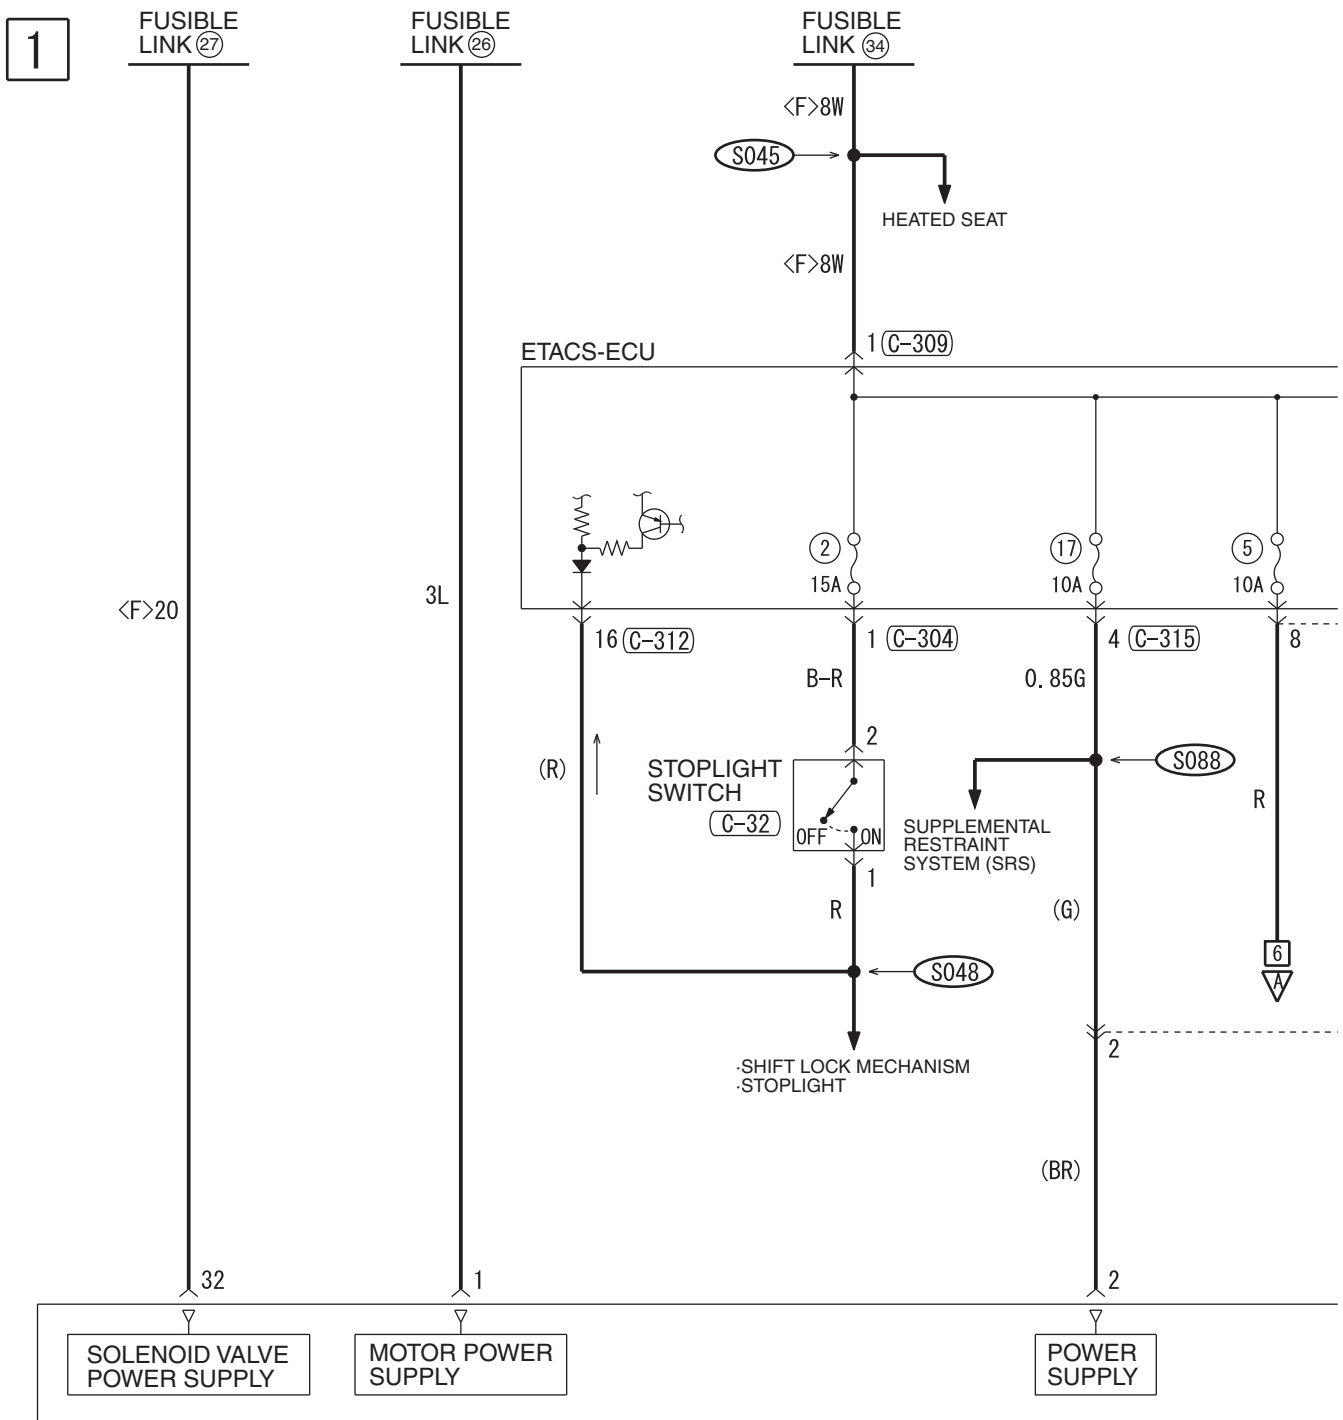 1
FUSIBLE
LINK 27
FUSIBLE
LINK 26
FUSIBLE
LINK 34
<F>8W
S045
HEATED SEAT
<F>8W
1 C-309
ETACS-ECU
2
15A
17
10A
5
10A
<F>20
3L
16 C-312
1 C-304
4 C-315
8
B-R
0.85G
2
(R)
STOPLIGHT
SWITCH
C-32
OFF ON
S088
R
SUPPLEMENTAL
RESTRAINT
SYSTEM (SRS)
1
R
(G)
S048
6
A
2
·SHIFT LOCK MECHANISM
·STOPLIGHT
(BR)
32
1
2
SOLENOID VALVE
POWER SUPPLY
MOTOR POWER
SUPPLY
POWER
SUPPLY